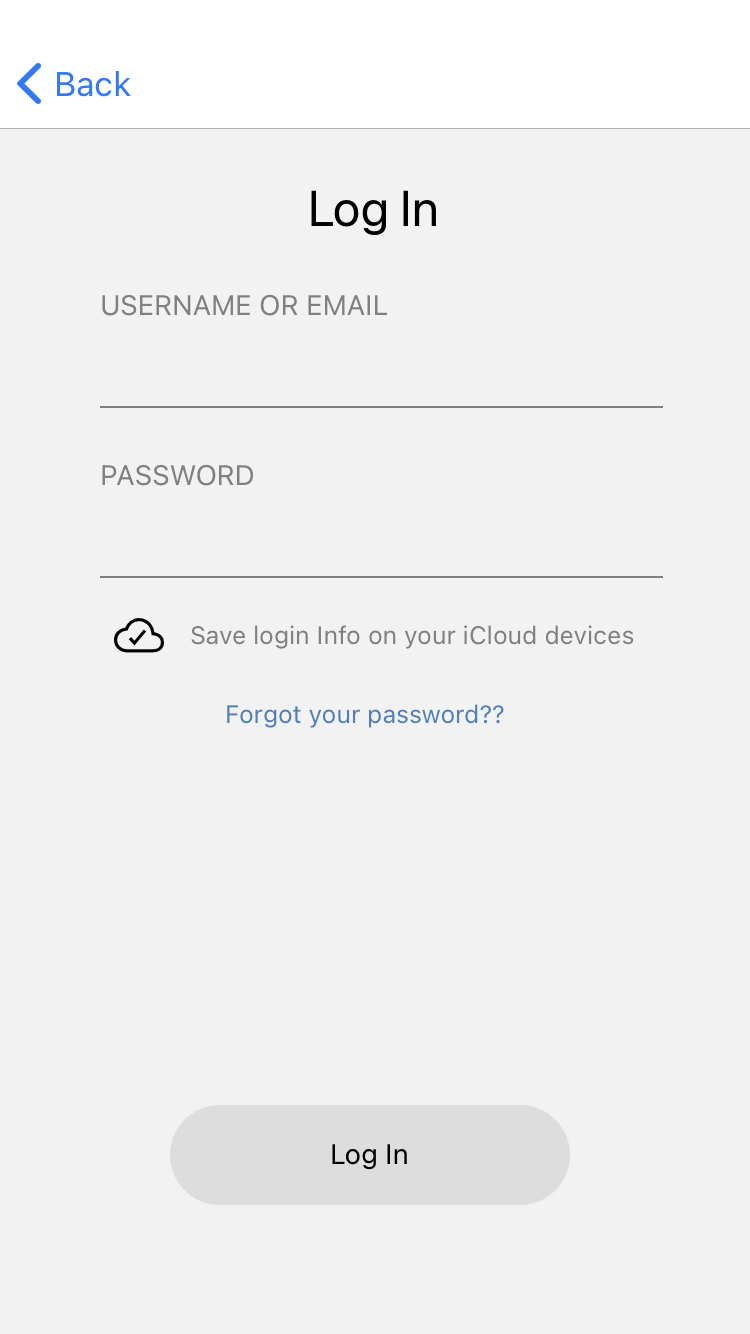 Back
Log In
USERNAME OR EMAIL
PASSWORD
Save login Info on your iCloud devices
Forgot your password??
Log In